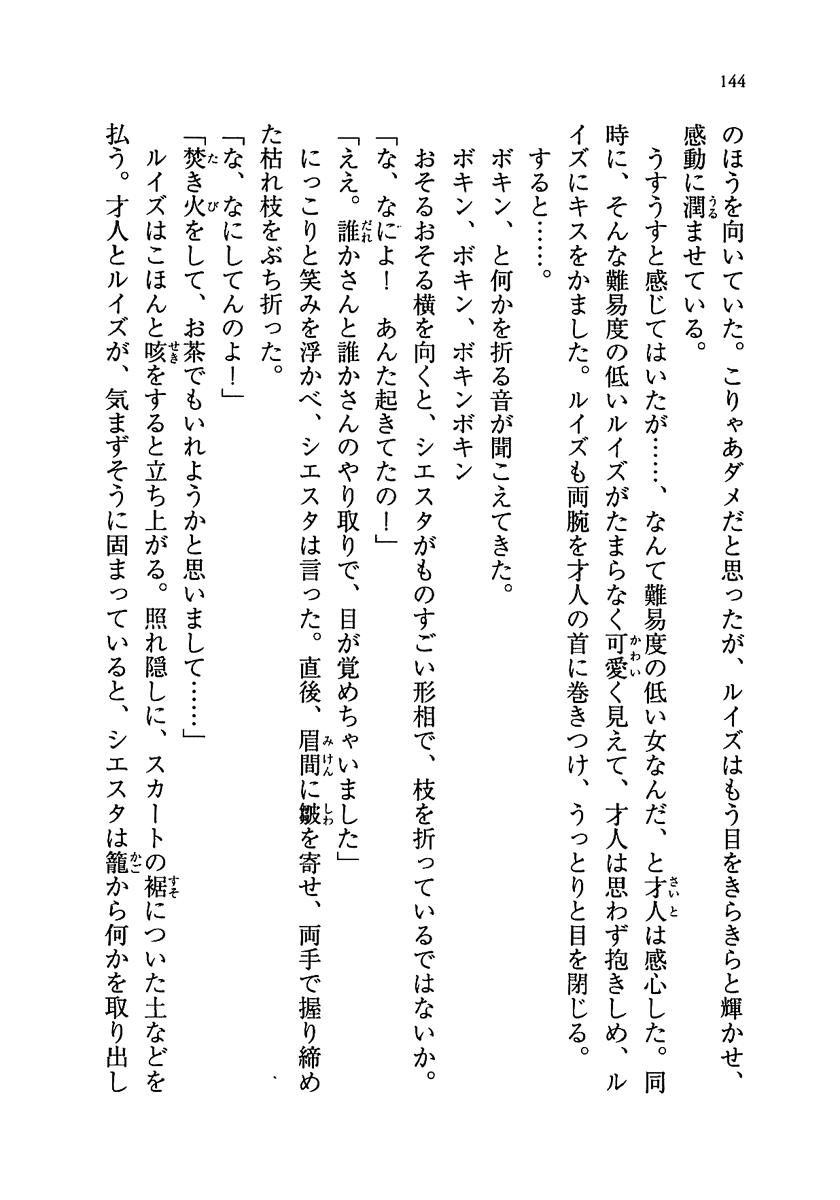 144
のほうを向いていた。こりゃあダメだと思ったが、ルイズはもう目をきらきらと輝かせ、
感動に潤ませている。
うすうすと感じてはいたが……、なんて難易度の低い女なんだ、と才人は感心した。同
時に、そんな難易度の低いルイズがたまらなく可愛く見えて、才人は思わず抱きしめ、ル
イズにキスをかました。ルイズも両腕を才人の首に巻きつけ、うっとりと目を閉じる。
すると……。
ボキン、と何かを折る音が聞こえてきた。
ボキン、ボキン、ボキンボキン
おそるおそる横を向くと、シエスタがものすごい形相で、枝を折っているではないか。
「な、なによ！　あんた起きてたの！」
「ええ。誰かさんと誰かさんのやり取りで、目が覚めちゃいました」
にっこりと笑みを浮かべ、シエスタは言った。直後、眉間に皺を寄せ、両手で握り締め
た枯れ枝をぶち折った。
「な、なにしてんのよ！」
「焚き火をして、お茶でもいれようかと思いまして……」
ルイズはこほんと咳をすると立ち上がる。照れ隠しに、スカートの裾についた土などを
払う。才人とルイズが、気まずそうに固まっていると、シエスタは籠から何かを取り出し